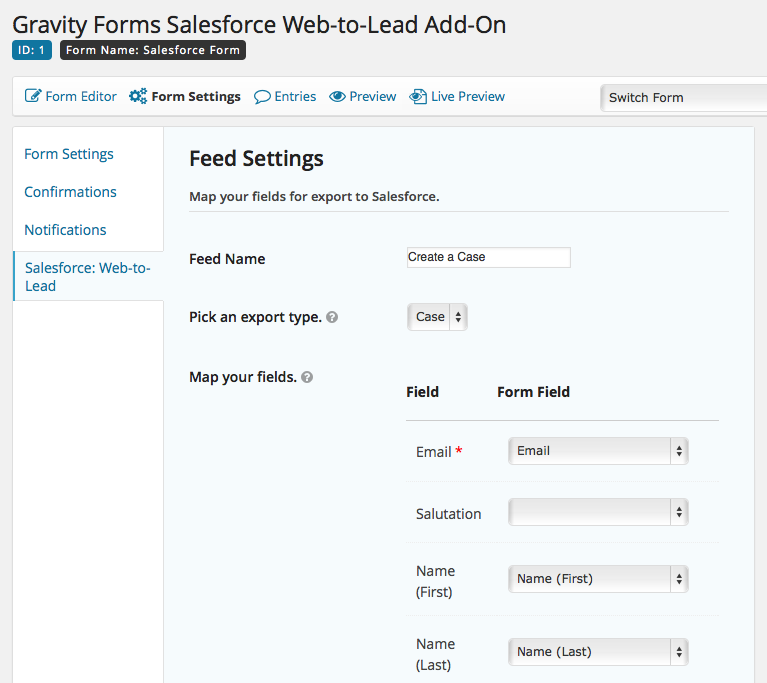 Gravity Forms Salesforce Web-to-Lead Add-On
ID: 1 Form Name: Salesforce Form
Form Editor Form Settings Entries Preview Live Preview Switch Form
Form Settings
Confirmations
Notifications
Salesforce: Web-to-
Lead
Feed Settings
Map your fields for export to Salesforce.
Feed Name Create a Case
Pick an export type. ? Case
Map your fields. ?
Field Form Field
Email * Email
Salutation
Name
(First)
Name (First)
Name
(Last)
Name (Last)